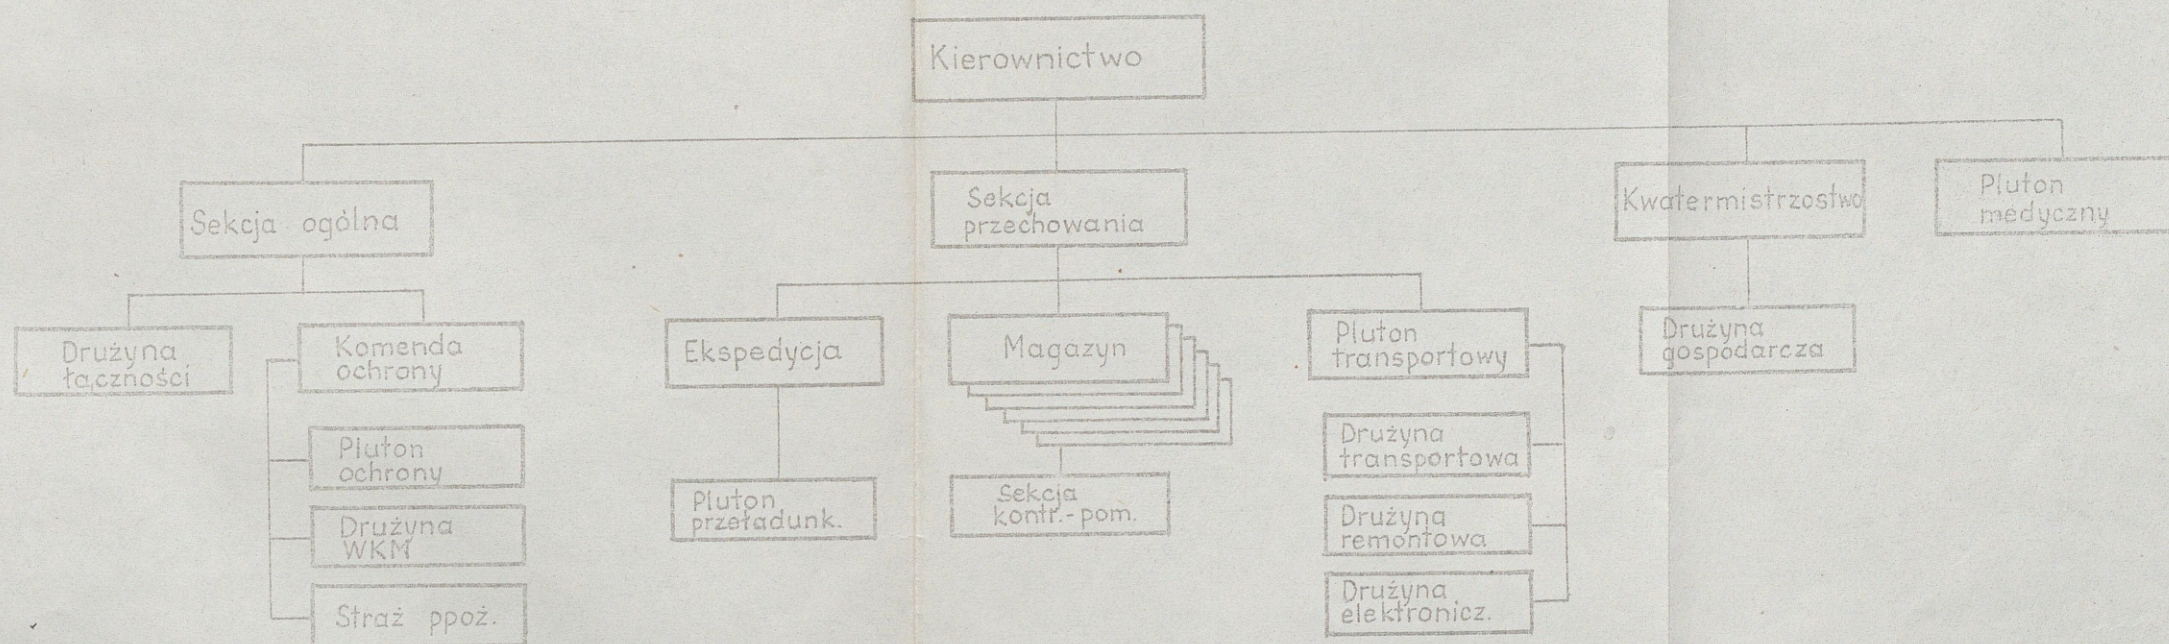 Kierownictwo
Sekcja ogólna
Sekcja
przechowania
Kwatermistrzostwo
Pluton
medyczny
Drużyna
łączności
Komenda
ochrony
Ekspedycja
Magazyn
Pluton
transportowy
Drużyna
gospodarcza
Pluton
ochrony
Drużyna
WKM
Straż ppoż.
Pluton
przeładunk.
Sekcja
kontr.-pom.
Drużyna
transportowa
Drużyna
remontowa
Drużyna
elektronicz.